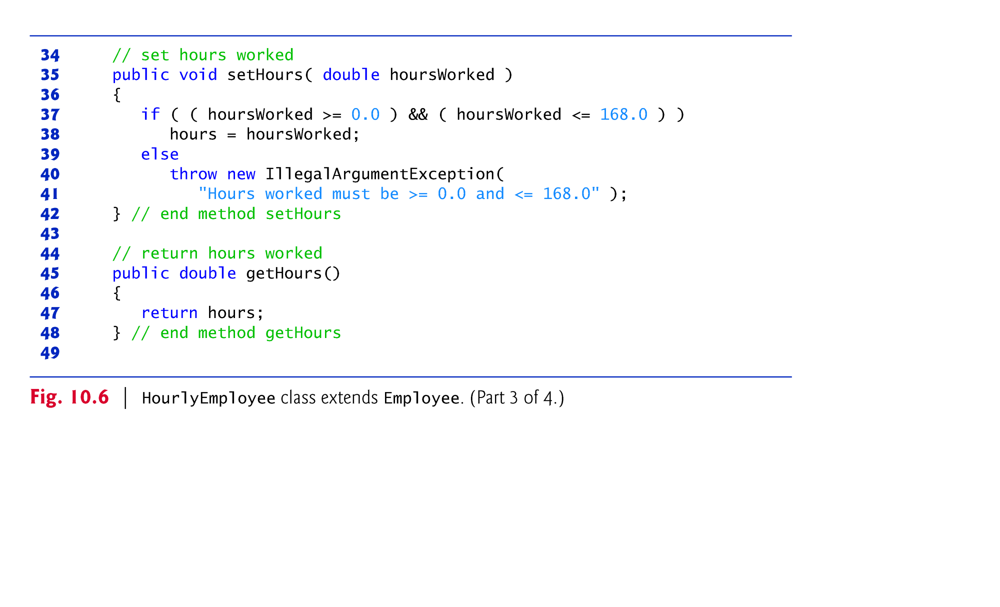 34 // set hours worked
35 public void setHours( double hoursWorked )
36 {
37 if ( ( hoursWorked >= 0.0 ) && ( hoursWorked <= 168.0 ) )
38 hours = hoursWorked;
39 else
40 throw new IllegalArgumentException(
41 "Hours worked must be >= 0.0 and <= 168.0" );
42 } // end method setHours
43
44 // return hours worked
45 public double getHours()
46 {
47 return hours;
48 } // end method getHours
49
Fig. 10.6 | HourlyEmployee class extends Employee. (Part 3 of 4.)